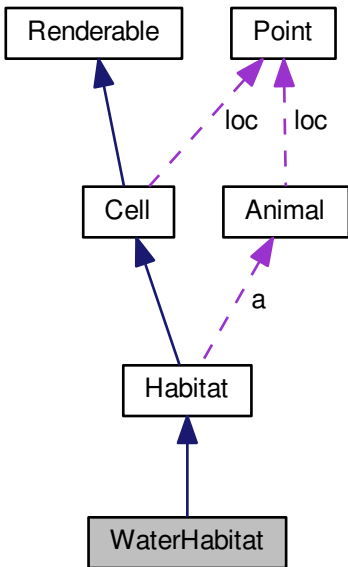 Renderable
Point
loc
loc
Cell
Animal
a
Habitat
WaterHabitat